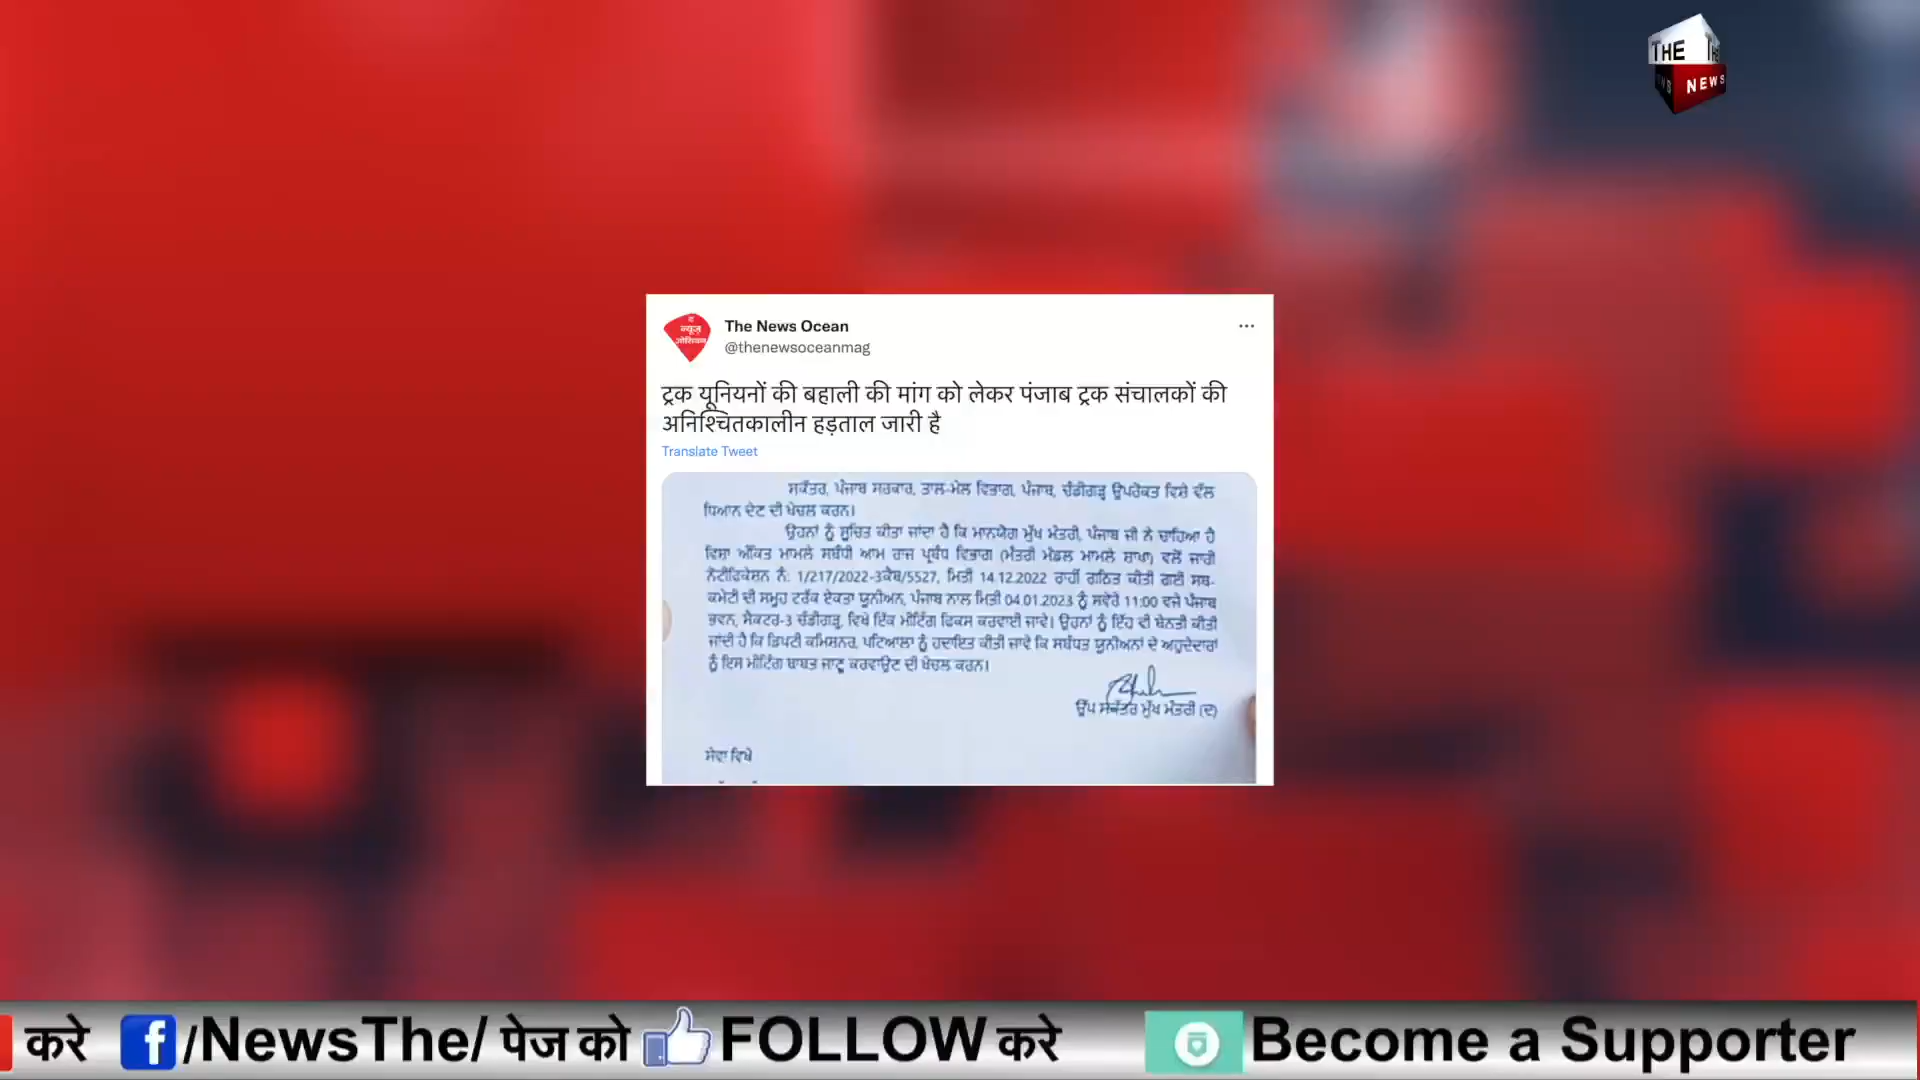 THE
NEWS
The News Ocean
@thenewsoceanmag
ट्रक यूनियनों की बहाली की मांग को लेकर पंजाब ट्रक संचालकों की
अनिश्चितकालीन हड़ताल जारी है
Translate Tweet
ਸਕੱਤਰ, ਪੰਜਾਬ ਸਰਕਾਰ, ਤਾਲ-ਮੇਲ ਵਿਭਾਗ, ਪੰਜਾਬ, ਚੰਡੀਗੜ੍ਹ ਉਪਰੋਕਤ ਵਿਸ਼ੇ ਵੱਲ
ਧਿਆਨ ਦੇਣ ਦੀ ਖੇਚਲ ਕਰਨ।
ਉਹਨਾਂ ਨੂੰ ਸੂਚਿਤ ਕੀਤਾ ਜਾਂਦਾ ਹੈ ਕਿ ਮਾਨਯੋਗ ਮੁੱਖ ਮੰਤਰੀ, ਪੰਜਾਬ ਜੀ ਨੇ ਚਾਹਿਆ ਹੈ
ਵਿਸ਼ਾ ਅੰਕਿਤ ਮਾਮਲੇ ਸਬੰਧੀ ਆਮ ਰਾਜ ਪ੍ਰਬੰਧ ਵਿਭਾਗ (ਮੰਤਰੀ ਮੰਡਲ ਮਾਮਲੇ ਸ਼ਾਖਾ) ਵਲੋਂ ਜਾਰੀ
ਨੋਟੀਫਿਕੇਸ਼ਨ ਨੰ: 1/217/2022-3ਕੈਬ/5527, ਮਿਤੀ 14.12.2022 ਰਾਹੀਂ ਗਠਿਤ ਕੀਤੀ ਗਈ ਸਬ-
ਕਮੇਟੀ ਦੀ ਸਮੂਹ ਟਰੱਕ ਏਕਤਾ ਯੂਨੀਅਨ, ਪੰਜਾਬ ਨਾਲ ਮਿਤੀ 04.01.2023 ਨੂੰ ਸਵੇਰੇ 11:00 ਵਜੇ ਪੰਜਾਬ
ਭਵਨ, ਸੈਕਟਰ-3 ਚੰਡੀਗੜ੍ਹ, ਵਿਖੇ ਇੱਕ ਮੀਟਿੰਗ ਫਿਕਸ ਕਰਵਾਈ ਜਾਵੇ। ਉਹਨਾਂ ਨੂੰ ਇੱਹ ਵੀ ਬੇਨਤੀ ਕੀਤੀ
ਜਾਂਦੀ ਹੈ ਕਿ ਡਿਪਟੀ ਕਮਿਸ਼ਨਰ, ਪਟਿਆਲਾ ਨੂੰ ਹਦਾਇਤ ਕੀਤੀ ਜਾਵੇ ਕਿ ਸਬੰਧਤ ਯੂਨੀਅਨਾਂ ਦੇ ਅਹੁਦੇਦਾਰਾਂ
ਨੂੰ ਇਸ ਮੀਟਿੰਗ ਬਾਬਤ ਜਾਣੂ ਕਰਵਾਉਣ ਦੀ ਖੇਚਲ ਕਰਨ।
ਉੱਪ ਸਕੱਤਰ ਮੁੱਖ ਮੰਤਰੀ (ਦ)
ਸੇਵਾ ਵਿਖੇ
करे /NewsThe/ पेज को FOLLOW करे Become a Supporter